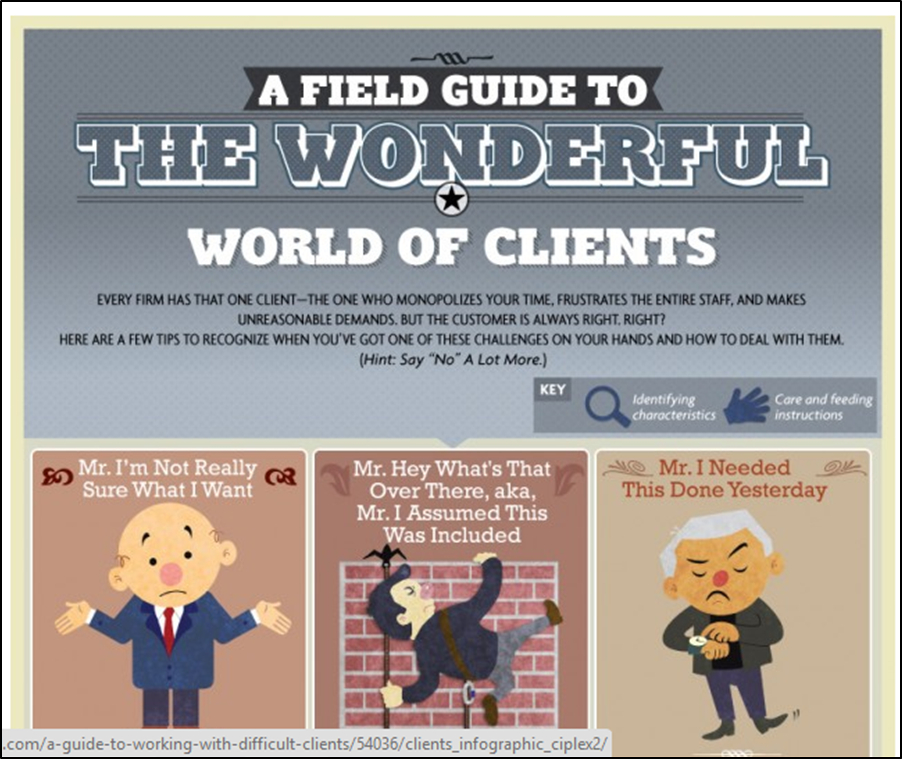 A FIELD GUIDE TO
THE WONDERFUL
WORLD OF CLIENTS
EVERY FIRM HAS THAT ONE CLIENT—THE ONE WHO MONOPOLIZES YOUR TIME, FRUSTRATES THE ENTIRE STAFF, AND MAKES
UNREASONABLE DEMANDS. BUT THE CUSTOMER IS ALWAYS RIGHT. RIGHT?
HERE ARE A FEW TIPS TO RECOGNIZE WHEN YOU'VE GOT ONE OF THESE CHALLENGES ON YOUR HANDS AND HOW TO DEAL WITH THEM.
(Hint: Say “No” A Lot More.)
KEY
Identifying
characteristics
Care and feeding
instructions
Mr. I'm Not Really
Sure What I Want
Mr. Hey What's That
Over There, aka,
Mr. I Assumed This
Was Included
Mr. I Needed
This Done Yesterday
.com/a-guide-to-working-with-difficult-clients/54036/clients_infographic_ciplex2/